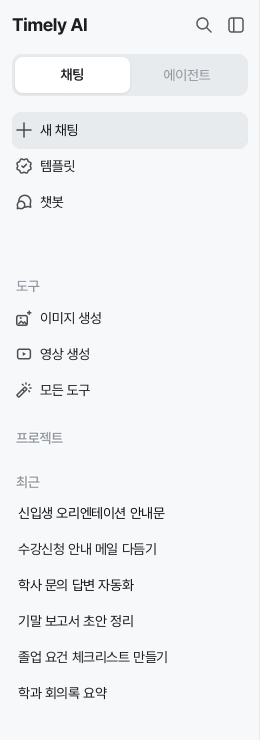 Timely AI
채팅
에이전트
새 채팅
템플릿
챗봇
도구
이미지 생성
영상 생성
모든 도구
프로젝트
최근
신입생 오리엔테이션 안내문
수강신청 안내 메일 다듬기
학사 문의 답변 자동화
기말 보고서 초안 정리
졸업 요건 체크리스트 만들기
학과 회의록 요약